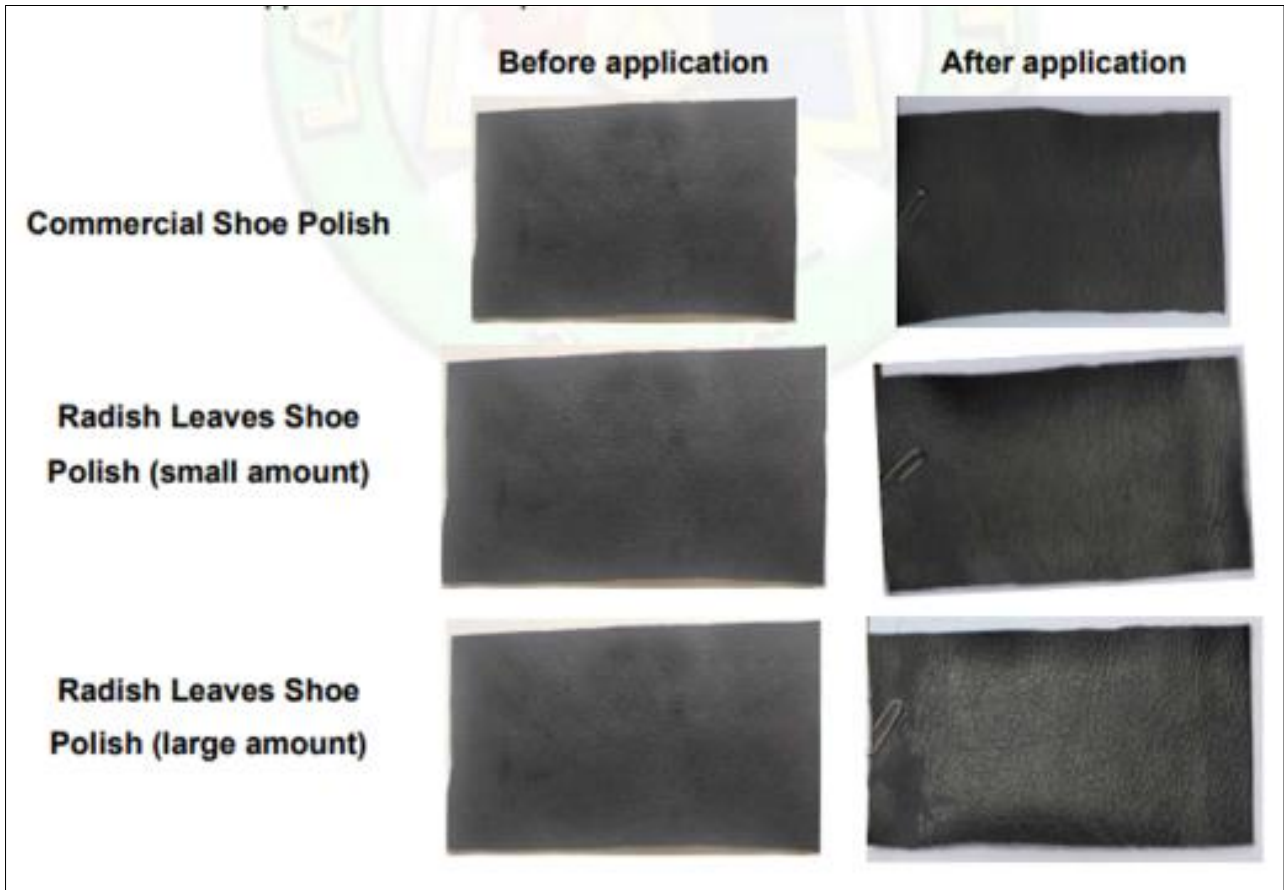 Before application
After application
Commercial Shoe Polish
Radish Leaves Shoe
Polish (small amount)
Radish Leaves Shoe
Polish (large amount)